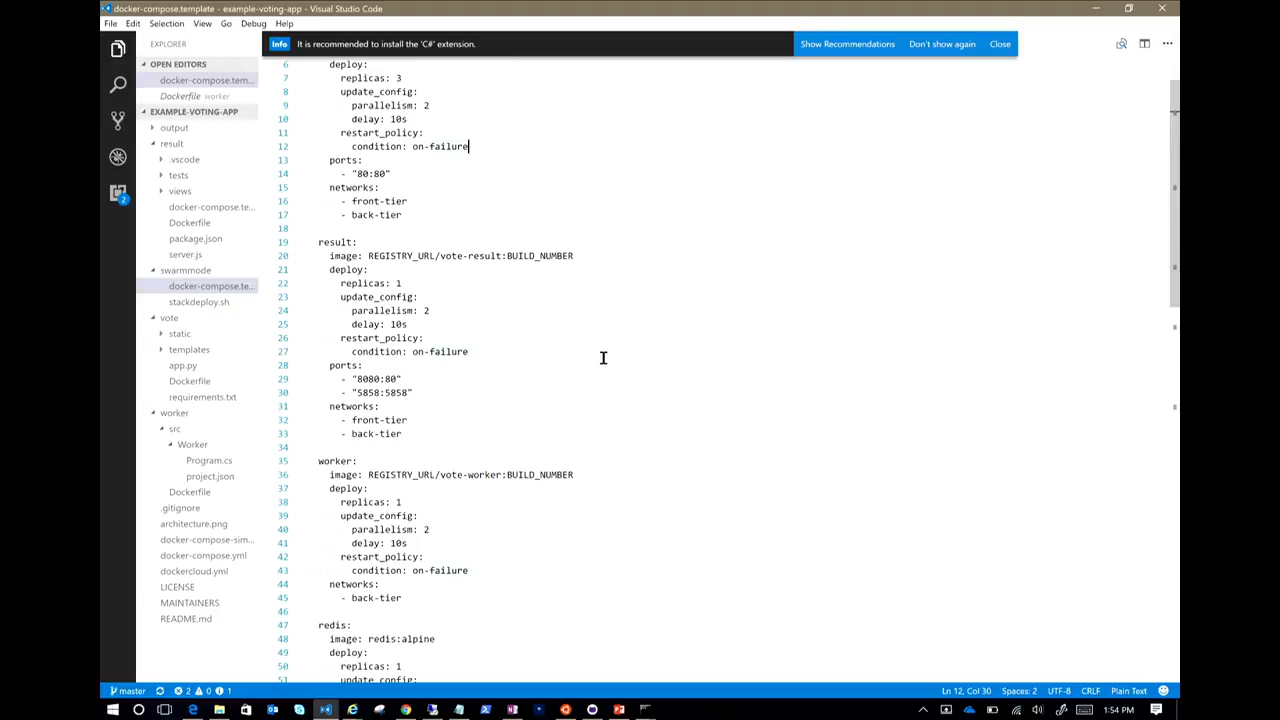 docker-compose.template - example-voting-app - Visual Studio Code
File Edit Selection View Go Debug Help
EXPLORER
Info It is recommended to install the 'C#' extension. Show Recommendations Don't show again Close
OPEN EDITORS
docker-compose.tem...
Dockerfile worker
EXAMPLE-VOTING-APP
output
result
.vscode
tests
views
docker-compose.te...
Dockerfile
package.json
server.js
swarmmode
docker-compose.te...
stackdeploy.sh
vote
static
templates
app.py
Dockerfile
requirements.txt
worker
src
Worker
Program.cs
project.json
Dockerfile
.gitignore
architecture.png
docker-compose-sim...
docker-compose.yml
dockercloud.yml
LICENSE
MAINTAINERS
README.md
2
6 deploy:
7 replicas: 3
8 update_config:
9 parallelism: 2
10 delay: 10s
11 restart_policy:
12 condition: on-failure
13 ports:
14 - "80:80"
15 networks:
16 - front-tier
17 - back-tier
18
19 result:
20 image: REGISTRY_URL/vote-result:BUILD_NUMBER
21 deploy:
22 replicas: 1
23 update_config:
24 parallelism: 2
25 delay: 10s
26 restart_policy:
27 condition: on-failure
28 ports:
29 - "8080:80"
30 - "5858:5858"
31 networks:
32 - front-tier
33 - back-tier
34
35 worker:
36 image: REGISTRY_URL/vote-worker:BUILD_NUMBER
37 deploy:
38 replicas: 1
39 update_config:
40 parallelism: 2
41 delay: 10s
42 restart_policy:
43 condition: on-failure
44 networks:
45 - back-tier
46
47 redis:
48 image: redis:alpine
49 deploy:
50 replicas: 1
51 update_config:
master 2 0 1 Ln 12, Col 30 Spaces: 2 UTF-8 CRLF Plain Text
1:54 PM